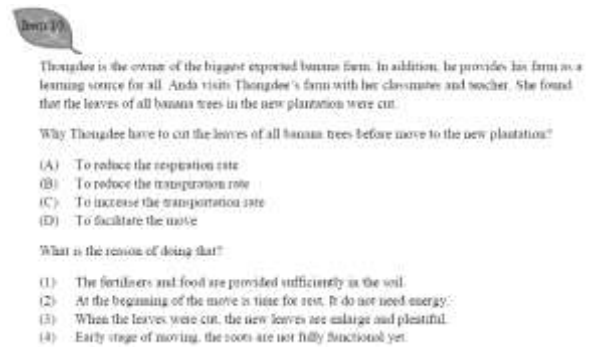 Item 10
Thongdee is the owner of the biggest exported banana farm. In addition, he provides his farm as a
learning source for all. Anda visits Thongdee's farm with her classmates and teacher. She found
that the leaves of all banana trees in the new plantation were cut.
Why Thongdee have to cut the leaves of all banana trees before move to the new plantation?
(A) To reduce the respiration rate
(B) To reduce the transpiration rate
(C) To increase the transportation rate
(D) To facilitate the move
What is the reason of doing that?
(1) The fertilisers and food are provided sufficiently in the soil.
(2) At the beginning of the move is time for rest. It do not need energy.
(3) When the leaves were cut, the new leaves are enlarge and plentiful.
(4) Early stage of moving, the roots are not fully functional yet.